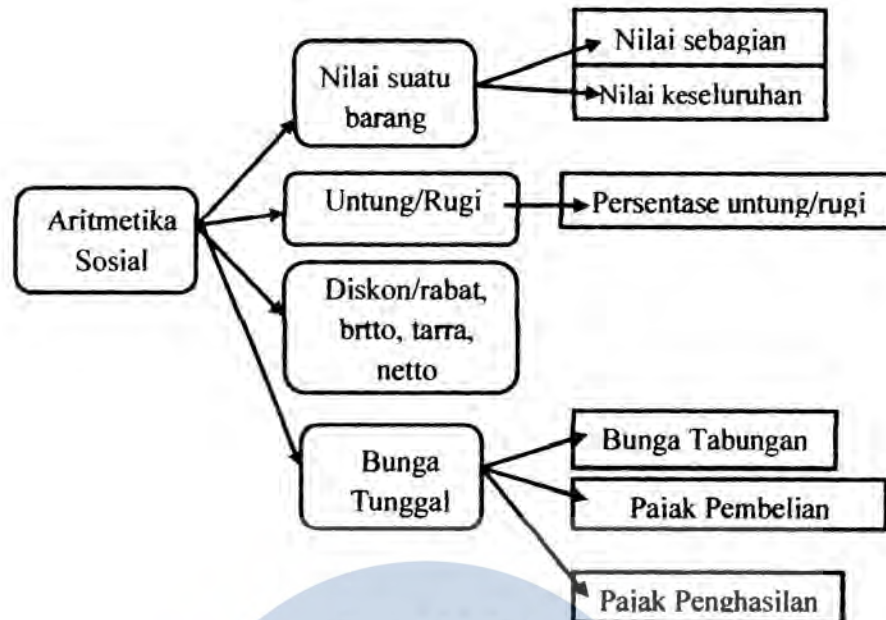 Nilai suatu
barang
Nilai sebagian
Nilai keseluruhan
Aritmetika
Sosial
Untung/Rugi
Persentase untung/rugi
Diskon/rabat,
brtto, tarra,
netto
Bunga
Tunggal
Bunga Tabungan
Pajak Pembelian
Pajak Penghasilan